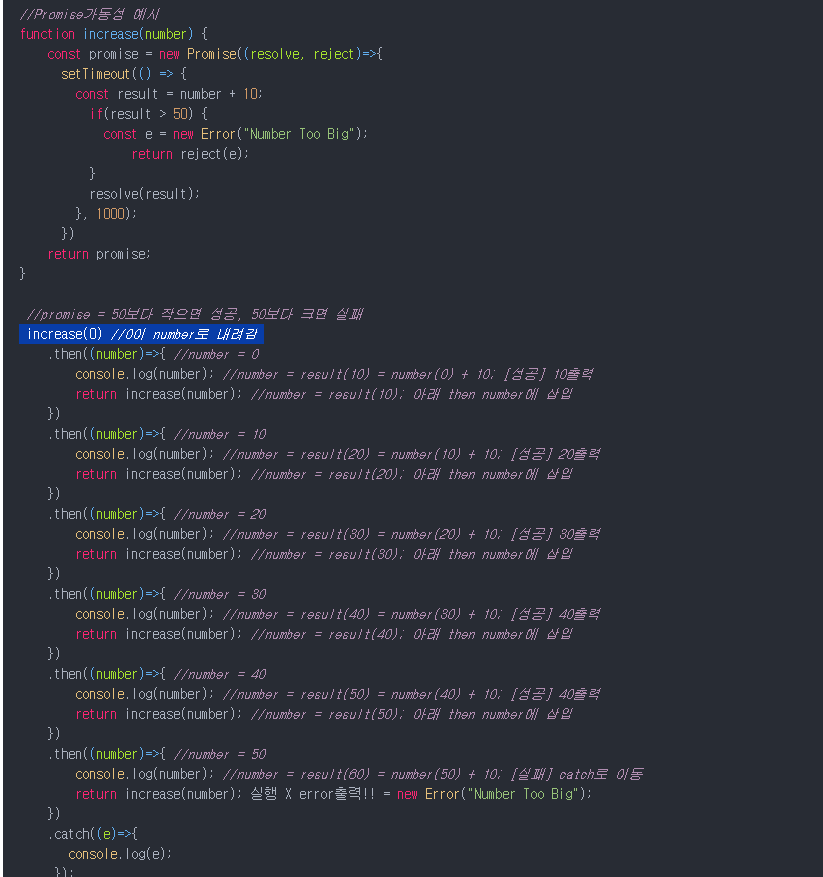 //Promise가동성 예시
function increase(number) {
    const promise = new Promise((resolve, reject)=>{
      setTimeout(() => {
        const result = number + 10;
          if(result > 50) {
            const e = new Error("Number Too Big");
                return reject(e);
          }
          resolve(result);
        }, 1000);
      })
    return promise;
}

 //promise = 50보다 작으면 성공, 50보다 크면 실패
 increase(0) //0이 number로 내려감
    .then((number)=>{ //number = 0
        console.log(number); //number = result(10) = number(0) + 10; [성공] 10출력
        return increase(number); //number = result(10); 아래 then number에 삽입
    })
    .then((number)=>{ //number = 10
        console.log(number); //number = result(20) = number(10) + 10; [성공] 20출력
        return increase(number); //number = result(20); 아래 then number에 삽입
    })
    .then((number)=>{ //number = 20
        console.log(number); //number = result(30) = number(20) + 10; [성공] 30출력
        return increase(number); //number = result(30); 아래 then number에 삽입
    })
    .then((number)=>{ //number = 30
        console.log(number); //number = result(40) = number(30) + 10; [성공] 40출력
        return increase(number); //number = result(40); 아래 then number에 삽입
    })
    .then((number)=>{ //number = 40
        console.log(number); //number = result(50) = number(40) + 10; [성공] 40출력
        return increase(number); //number = result(50); 아래 then number에 삽입
    })
    .then((number)=>{ //number = 50
        console.log(number); //number = result(60) = number(50) + 10; [실패] catch로 이동
        return increase(number); 실행 X error출력!! = new Error("Number Too Big");
    })
    .catch((e)=>{
       console.log(e);
     });